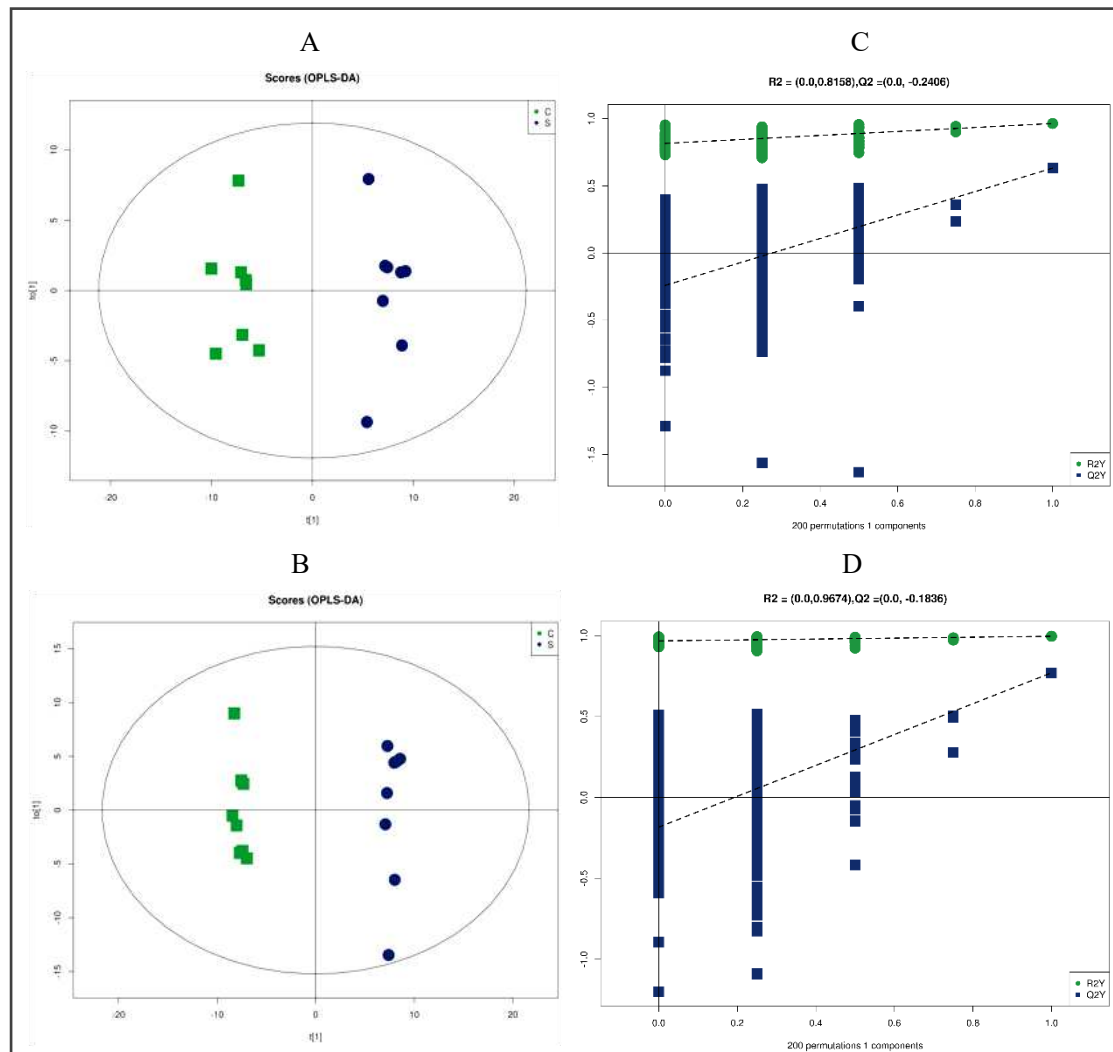 A
Scores (OPLS-DA)
C
S
10
5
0
-5
-10
to[1]
-20
-10
0
10
20
t[1]
C
R2 = (0.0,0.8158),Q2 =(0.0, -0.2406)
1.0
0.5
0.0
-0.5
-1.0
-1.5
R2Y
Q2Y
0.0
0.2
0.4
0.6
0.8
1.0
200 permutations 1 components
B
Scores (OPLS-DA)
C
S
15
10
5
0
-5
-10
-15
to[1]
-20
-10
0
10
20
t[1]
D
R2 = (0.0,0.9674),Q2 =(0.0, -0.1836)
1.0
0.5
0.0
-0.5
-1.0
R2Y
Q2Y
0.0
0.2
0.4
0.6
0.8
1.0
200 permutations 1 components